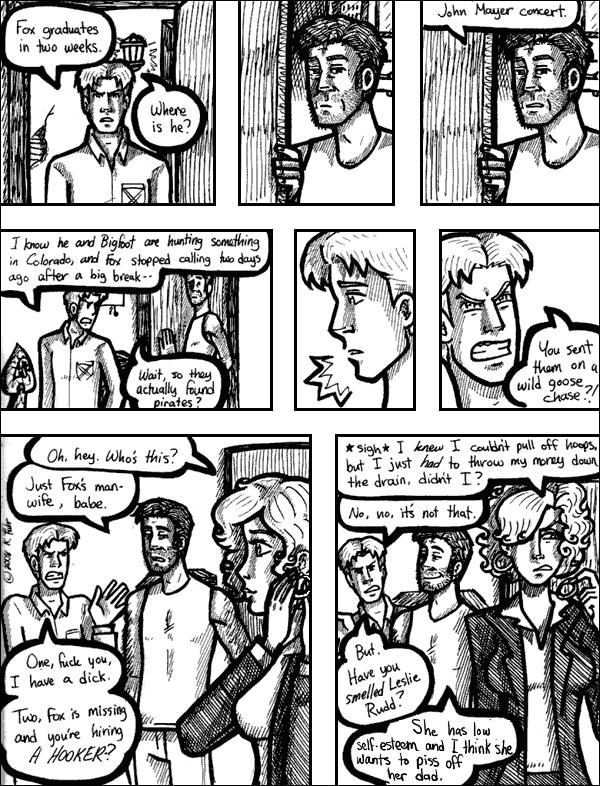 Fox graduates
in two weeks.
Where
is he?
John Mayer concert.
I know he and Bigfoot are hunting something
in Colorado, and Fox stopped calling two days
ago after a big break--
Wait, so they
actually found
pirates?
You sent
them on a
wild goose
chase?!
Oh, hey. Who's this?
Just Fox's man-
wife, babe.
One, fuck you,
I have a dick.
Two, Fox is missing
and you're hiring
A HOOKER?
*sigh* I knew I couldn't pull off hoops,
but I just had to throw my money down
the drain, didn't I?
No, no, it's not that.
But.
Have you
smelled Leslie
Rudd?
She has low
self-esteem and I think she
wants to piss off
her dad.
© 2008 K.